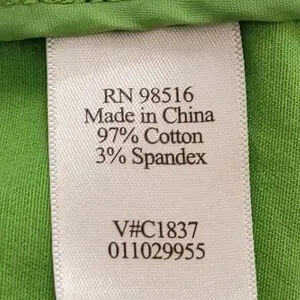 RN 98516
Made in China
97% Cotton
3% Spandex
V#C1837
011029955